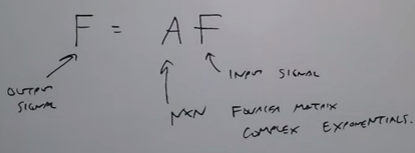 F = A F
INPUT SIGNAL
OUTPUT
SIGNAL
NXN FOURIER MATRIX
COMPLEX EXPONENTIALS.